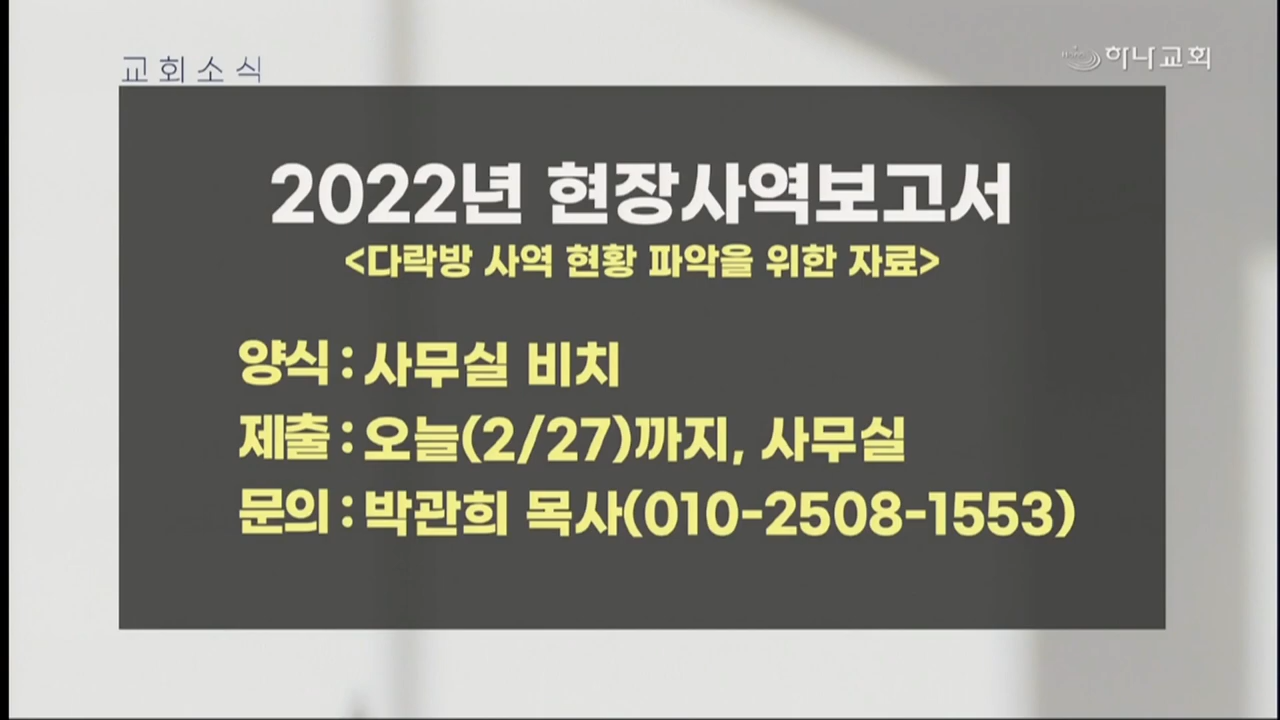 교회소식
하나교회
2022년 현장사역보고서
<다락방 사역 현황 파악을 위한 자료>
양식 : 사무실 비치
제출 : 오늘(2/27)까지, 사무실
문의 : 박관희 목사(010-2508-1553)